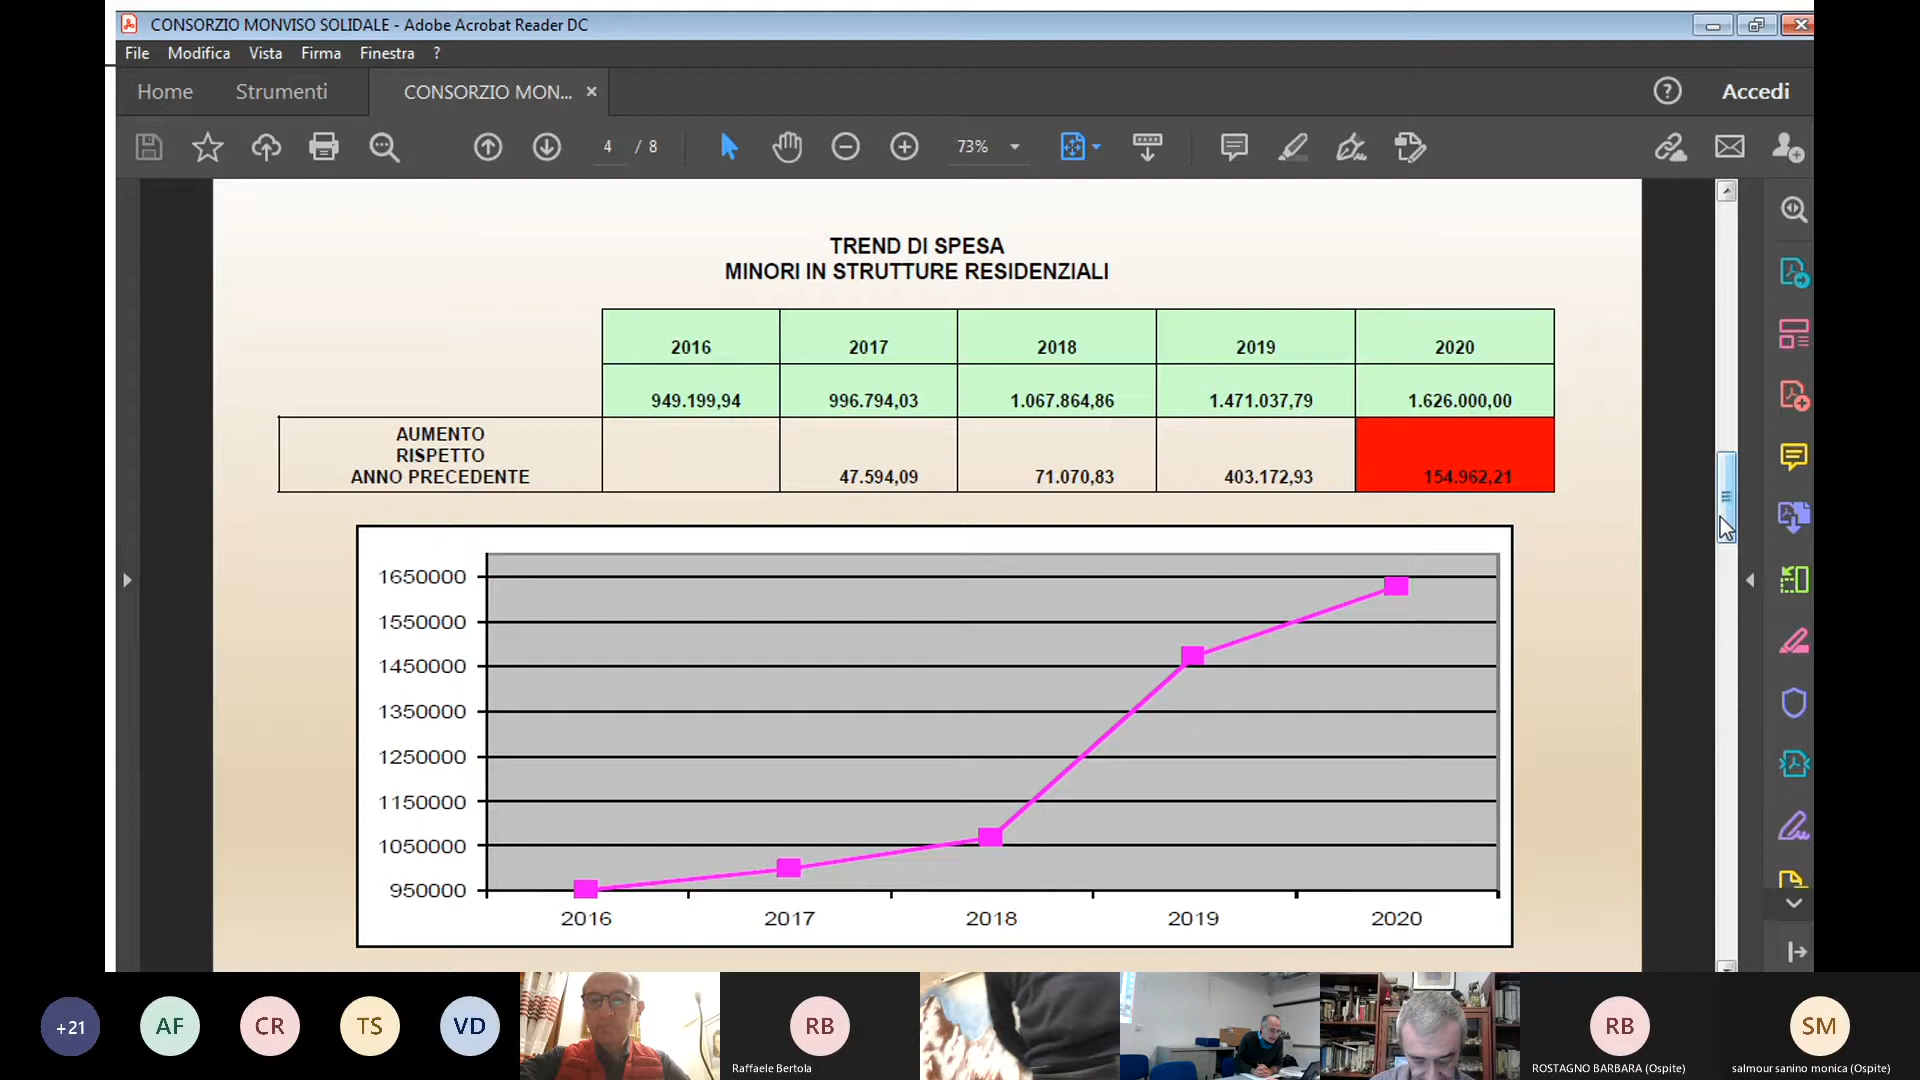 CONSORZIO MONVISO SOLIDALE - Adobe Acrobat Reader DC
File Modifica Vista Firma Finestra ?
Home Strumenti CONSORZIO MON... × ? Accedi
4 / 8 73%
TREND DI SPESA
MINORI IN STRUTTURE RESIDENZIALI
2016 2017 2018 2019 2020
949.199,94 996.794,03 1.067.864,86 1.471.037,79 1.626.000,00
AUMENTO
RISPETTO
ANNO PRECEDENTE 47.594,09 71.070,83 403.172,93 154.962,21
1650000
1550000
1450000
1350000
1250000
1150000
1050000
950000
2016 2017 2018 2019 2020
+21 AF CR TS VD RB RB SM
Raffaele Bertola ROSTAGNO BARBARA (Ospite) salmour sanino monica (Ospite)